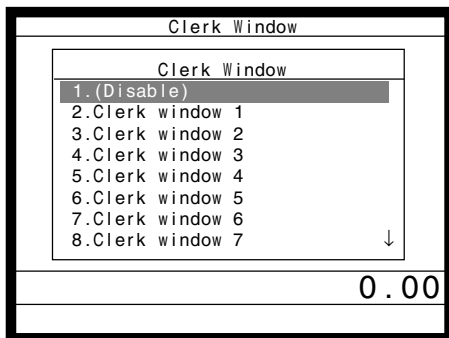 Clerk Window
Clerk Window
1.(Disable)
2.Clerk window 1
3.Clerk window 2
4.Clerk window 3
5.Clerk window 4
6.Clerk window 5
7.Clerk window 6
8.Clerk window 7 ↓
0.00